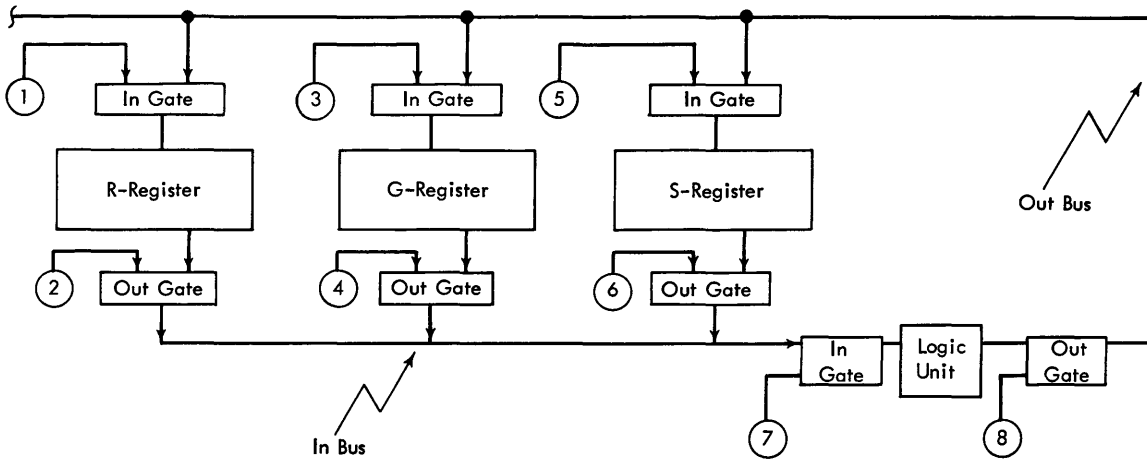 1
3
5
In Gate
In Gate
In Gate
R-Register
G-Register
S-Register
Out Bus
2
4
6
Out Gate
Out Gate
Out Gate
In
Gate
Logic
Unit
Out
Gate
In Bus
7
8